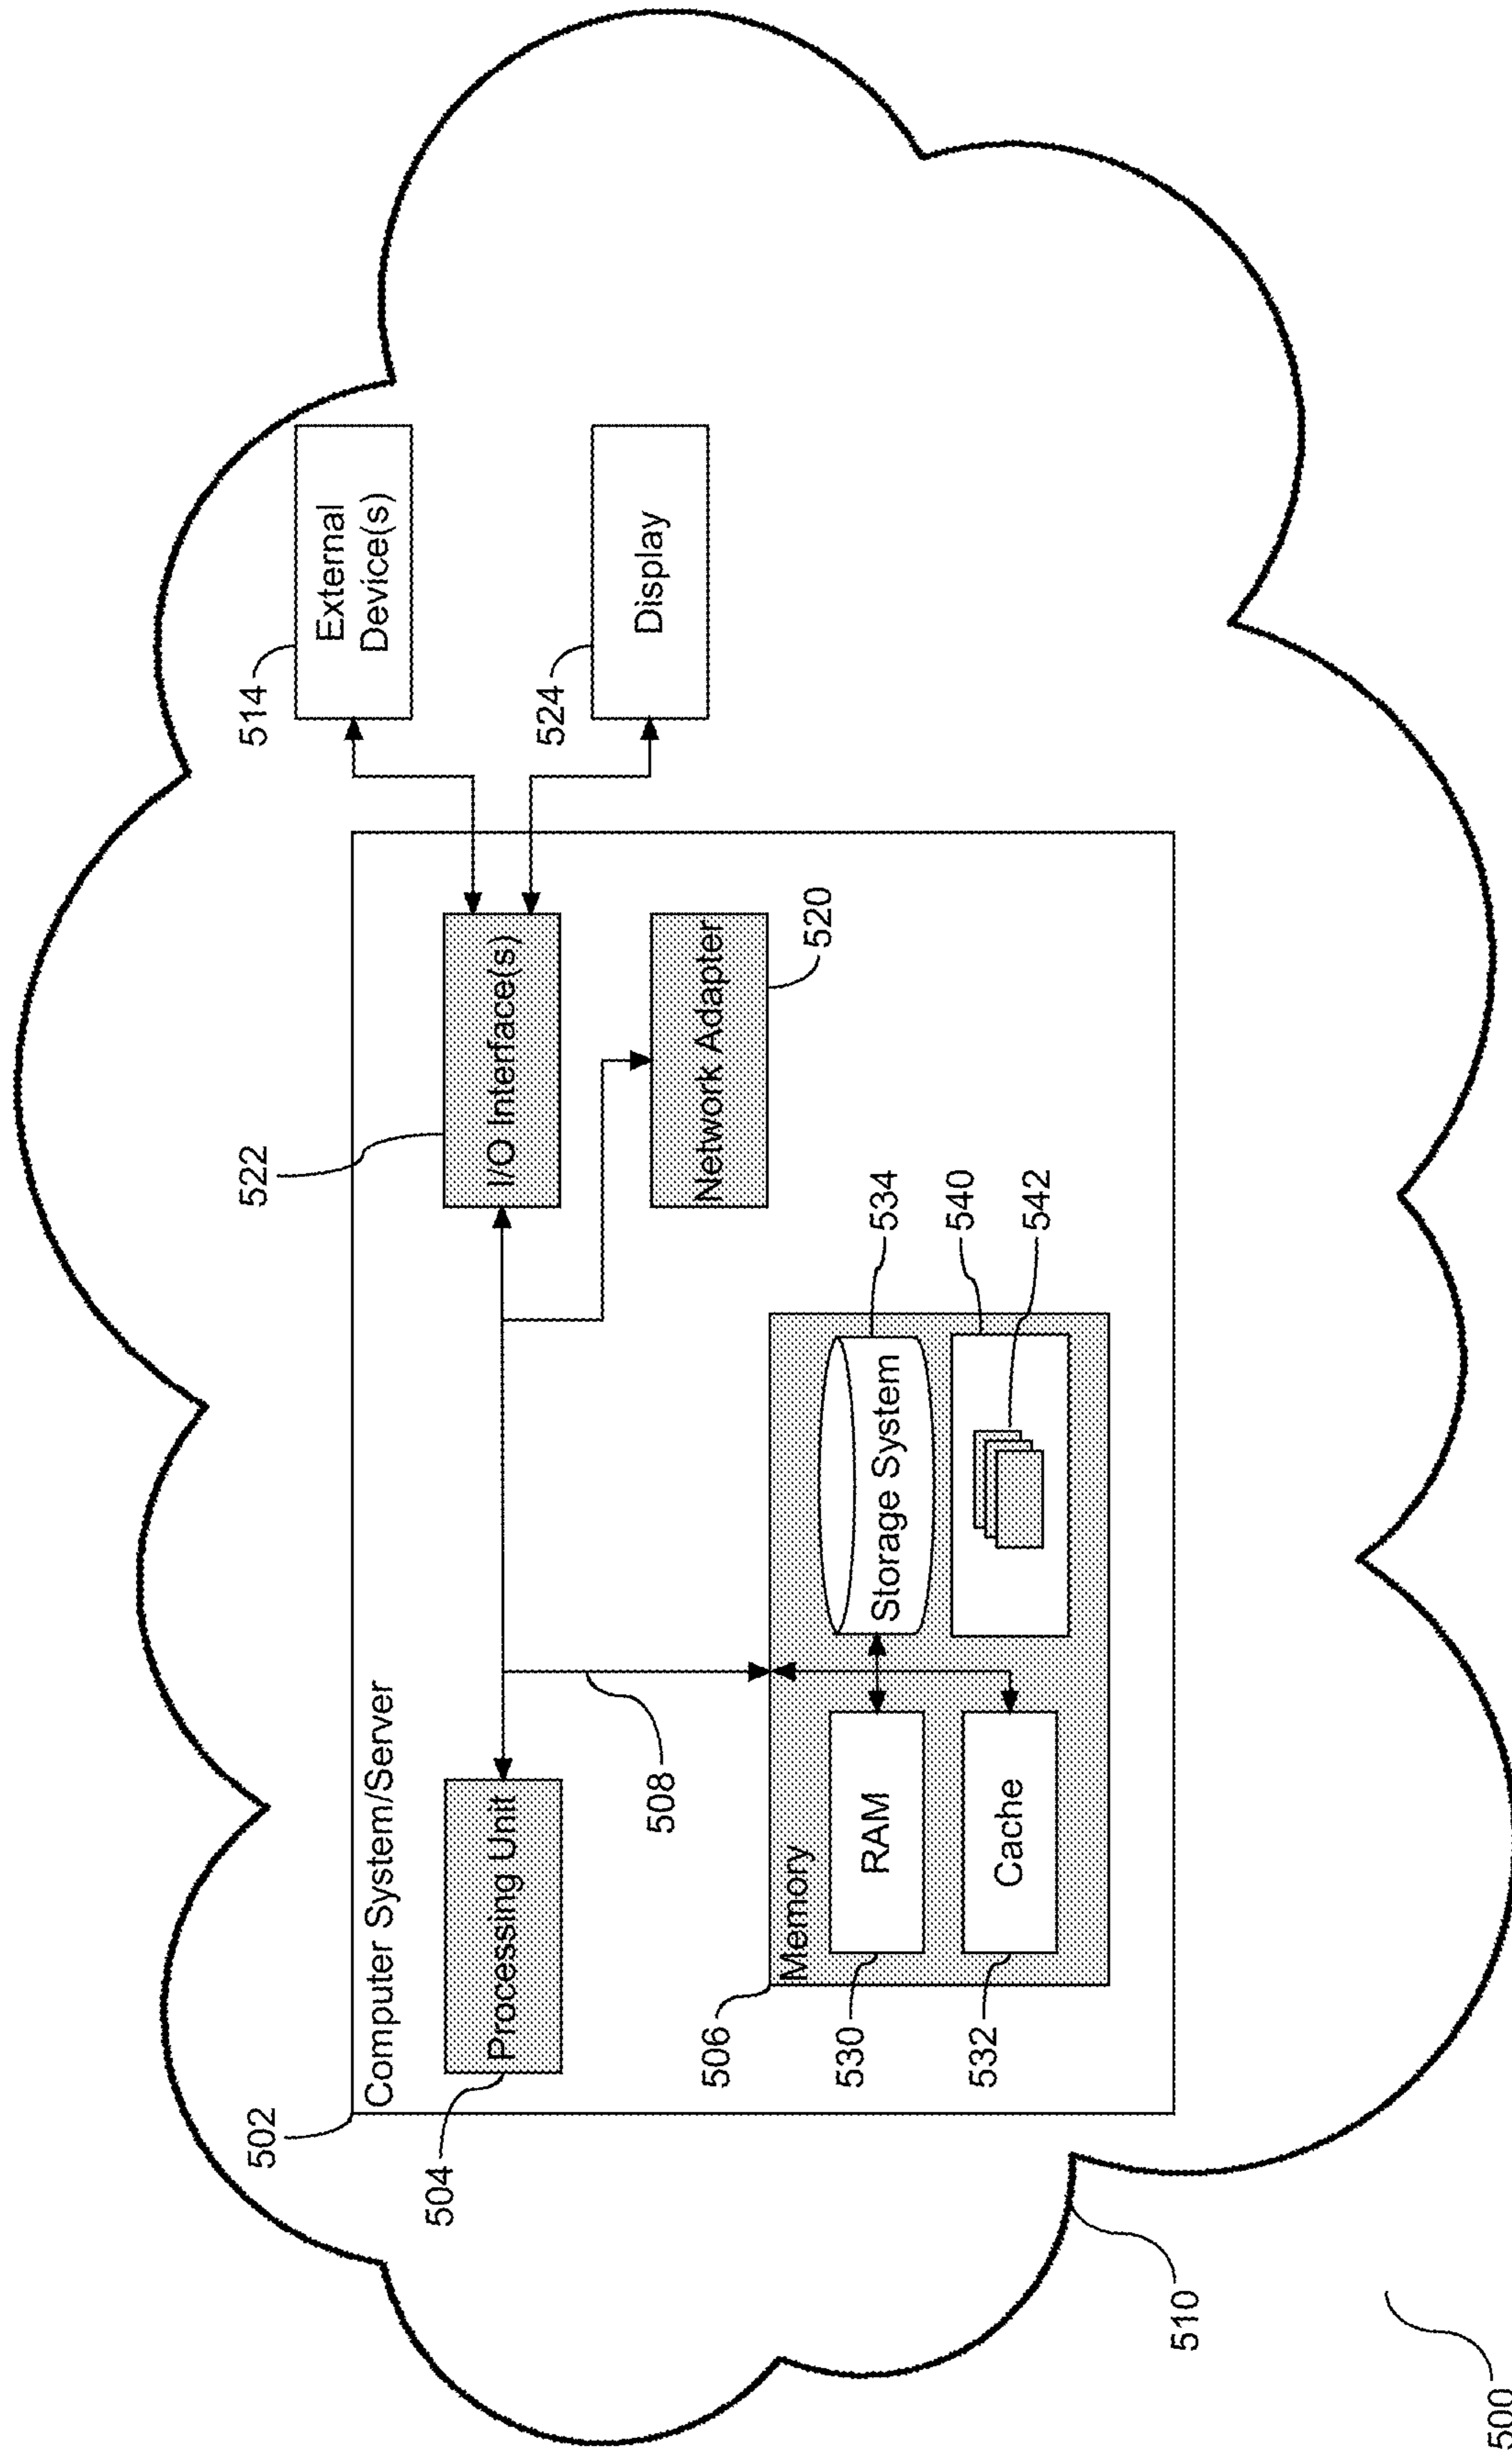 502
Computer System/Server
504
Processing Unit
508
522
I/O Interface(s)
514
External
Device(s)
524
Display
Network Adapter
520
506
Memory
530
RAM
532
Cache
Storage System
534
540
542
510
500